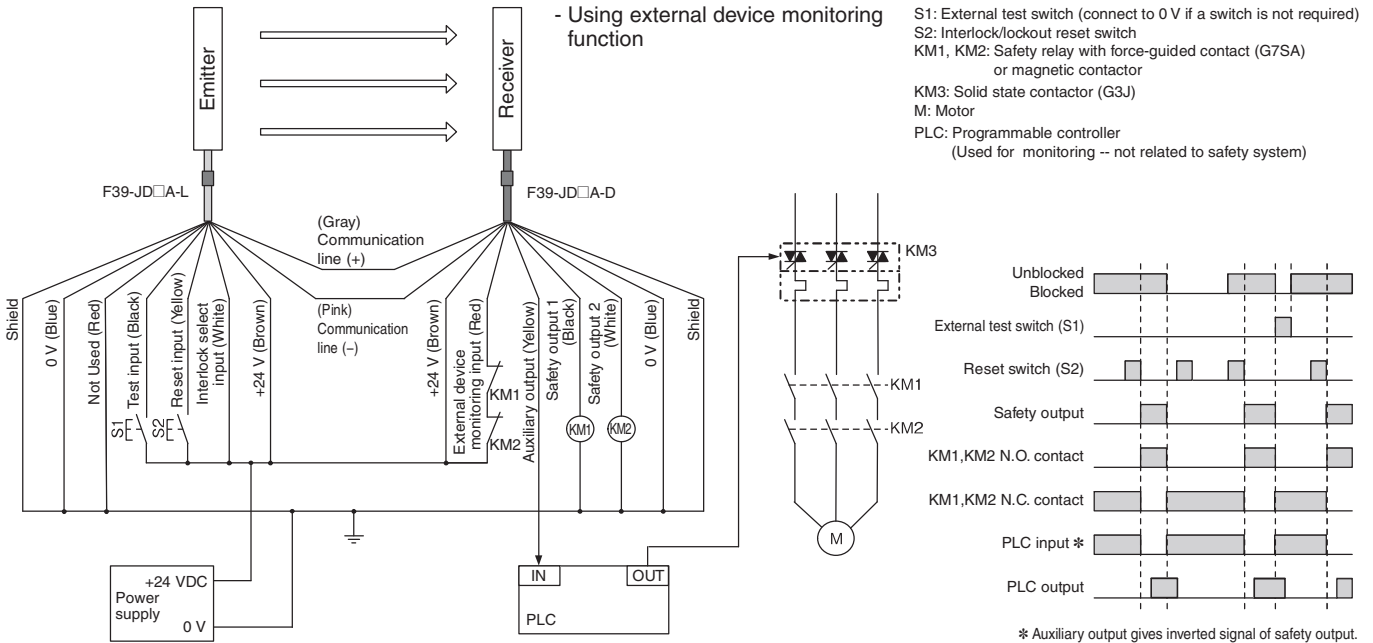 - Using external device monitoring
function
S1: External test switch (connect to 0 V if a switch is not required)
S2: Interlock/lockout reset switch
KM1, KM2: Safety relay with force-guided contact (G7SA)
or magnetic contactor
KM3: Solid state contactor (G3J)
M: Motor
PLC: Programmable controller
(Used for monitoring -- not related to safety system)
Emitter
Receiver
F39-JD□A-L
F39-JD□A-D
(Gray)
Communication
line (+)
(Pink)
Communication
line (−)
Shield
0 V (Blue)
Not Used (Red)
Test input (Black)
Reset input (Yellow)
Interlock select
input (White)
+24 V (Brown)
+24 V (Brown)
External device
monitoring input (Red)
Auxiliary output (Yellow)
Safety output 1
(Black)
Safety output 2
(White)
0 V (Blue)
Shield
S1
S2
KM1
KM2
KM1
KM2
+24 VDC
Power
supply
0 V
IN
OUT
PLC
KM3
KM1
KM2
M
Unblocked
Blocked
External test switch (S1)
Reset switch (S2)
Safety output
KM1,KM2 N.O. contact
KM1,KM2 N.C. contact
PLC input ✻
PLC output
✻ Auxiliary output gives inverted signal of safety output.